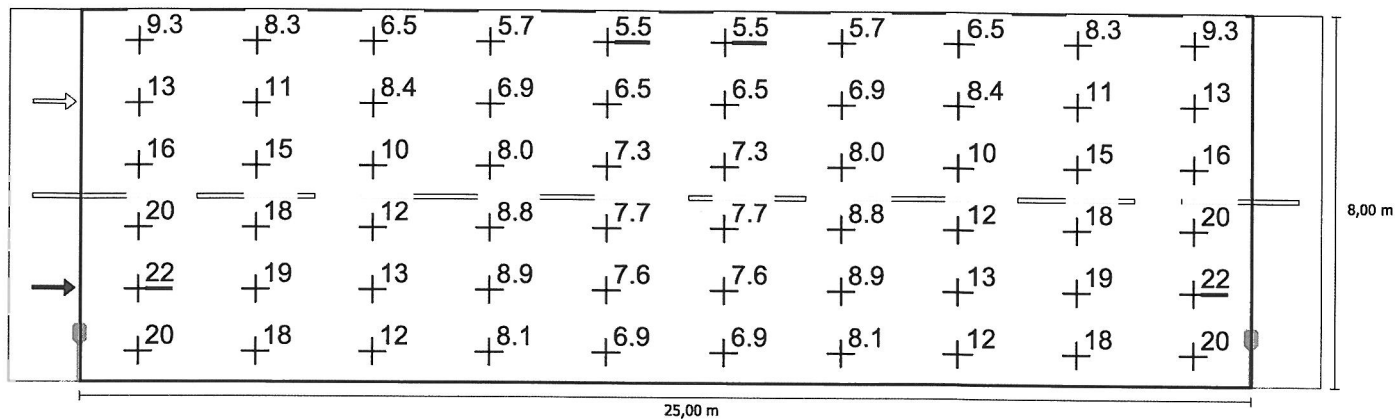 9.3 8.3 6.5 5.7 5.5 5.5 5.7 6.5 8.3 9.3
13 11 8.4 6.9 6.5 6.5 6.9 8.4 11 13
16 15 10 8.0 7.3 7.3 8.0 10 15 16
20 18 12 8.8 7.7 7.7 8.8 12 18 20
8,00 m
22 19 13 8.9 7.6 7.6 8.9 13 19 22
20 18 12 8.1 6.9 6.9 8.1 12 18 20
25,00 m